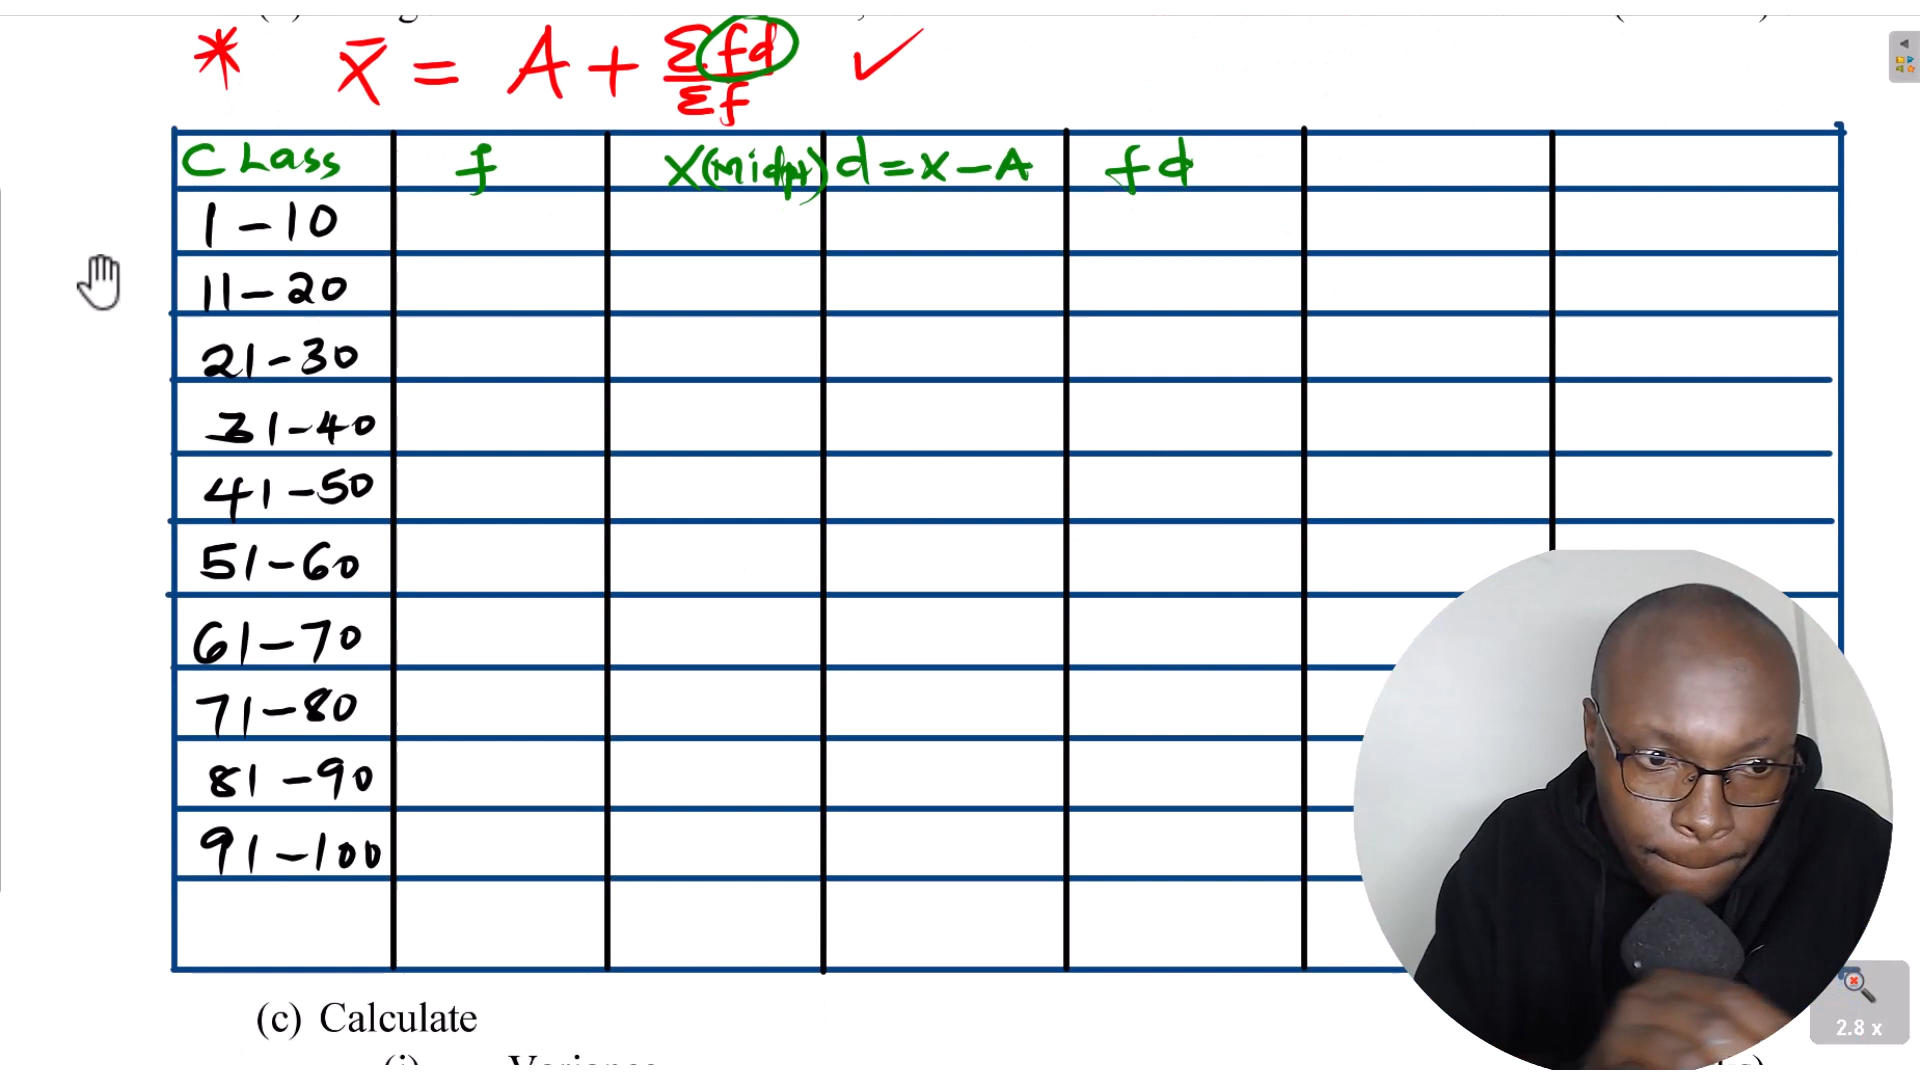 * x̄ = A + Σfd/Σf ✓
Class f x(midpt) d=x-A fd
1-10
11-20
21-30
31-40
41-50
51-60
61-70
71-80
81-90
91-100
(c) Calculate
(i) Variance
2.8 x